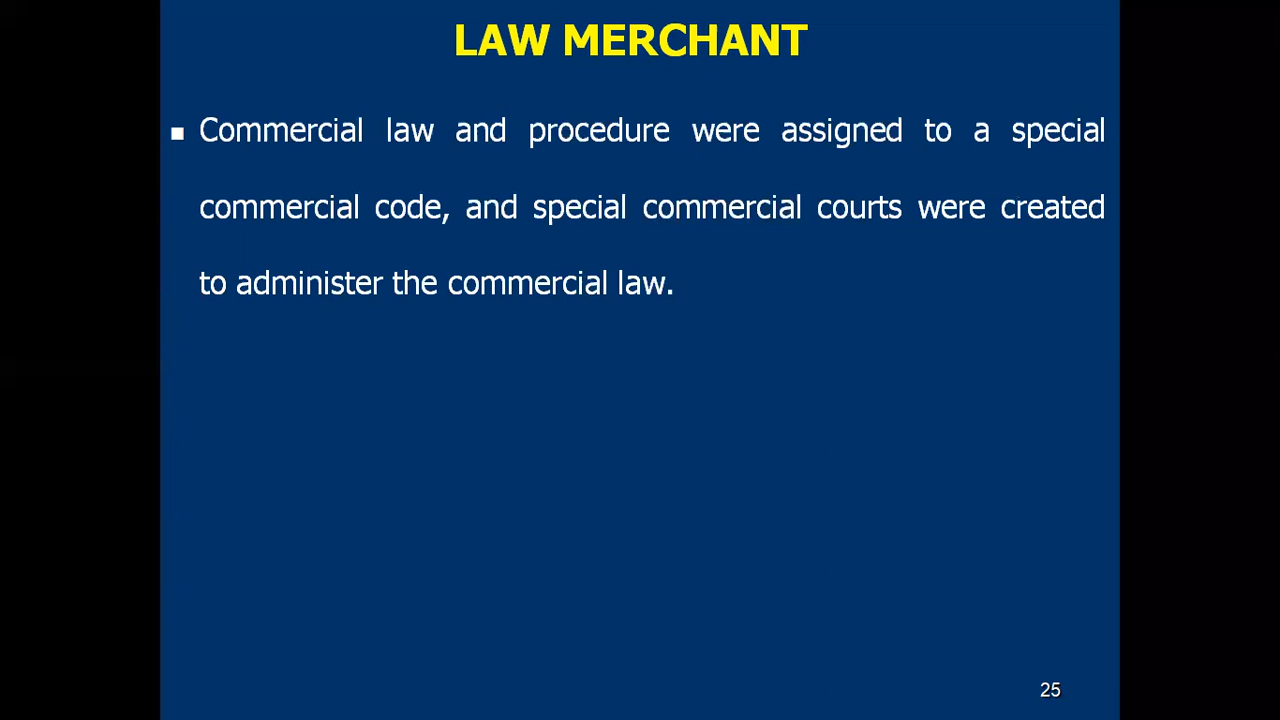 LAW MERCHANT
Commercial law and procedure were assigned to a special
commercial code, and special commercial courts were created
to administer the commercial law.
25